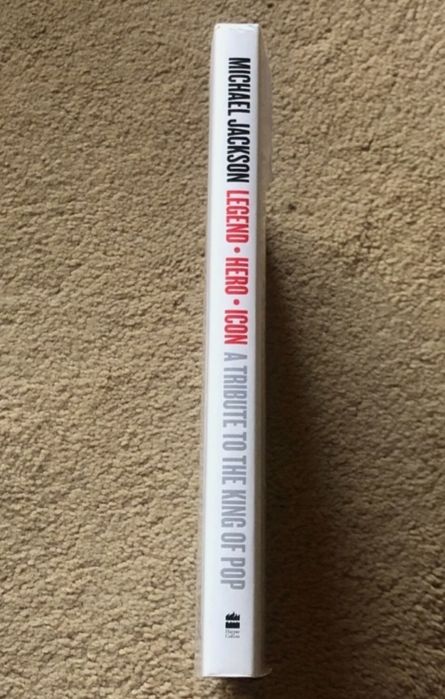 MICHAEL JACKSON LEGEND • HERO • ICON A TRIBUTE TO THE KING OF POP
Harper
Collins